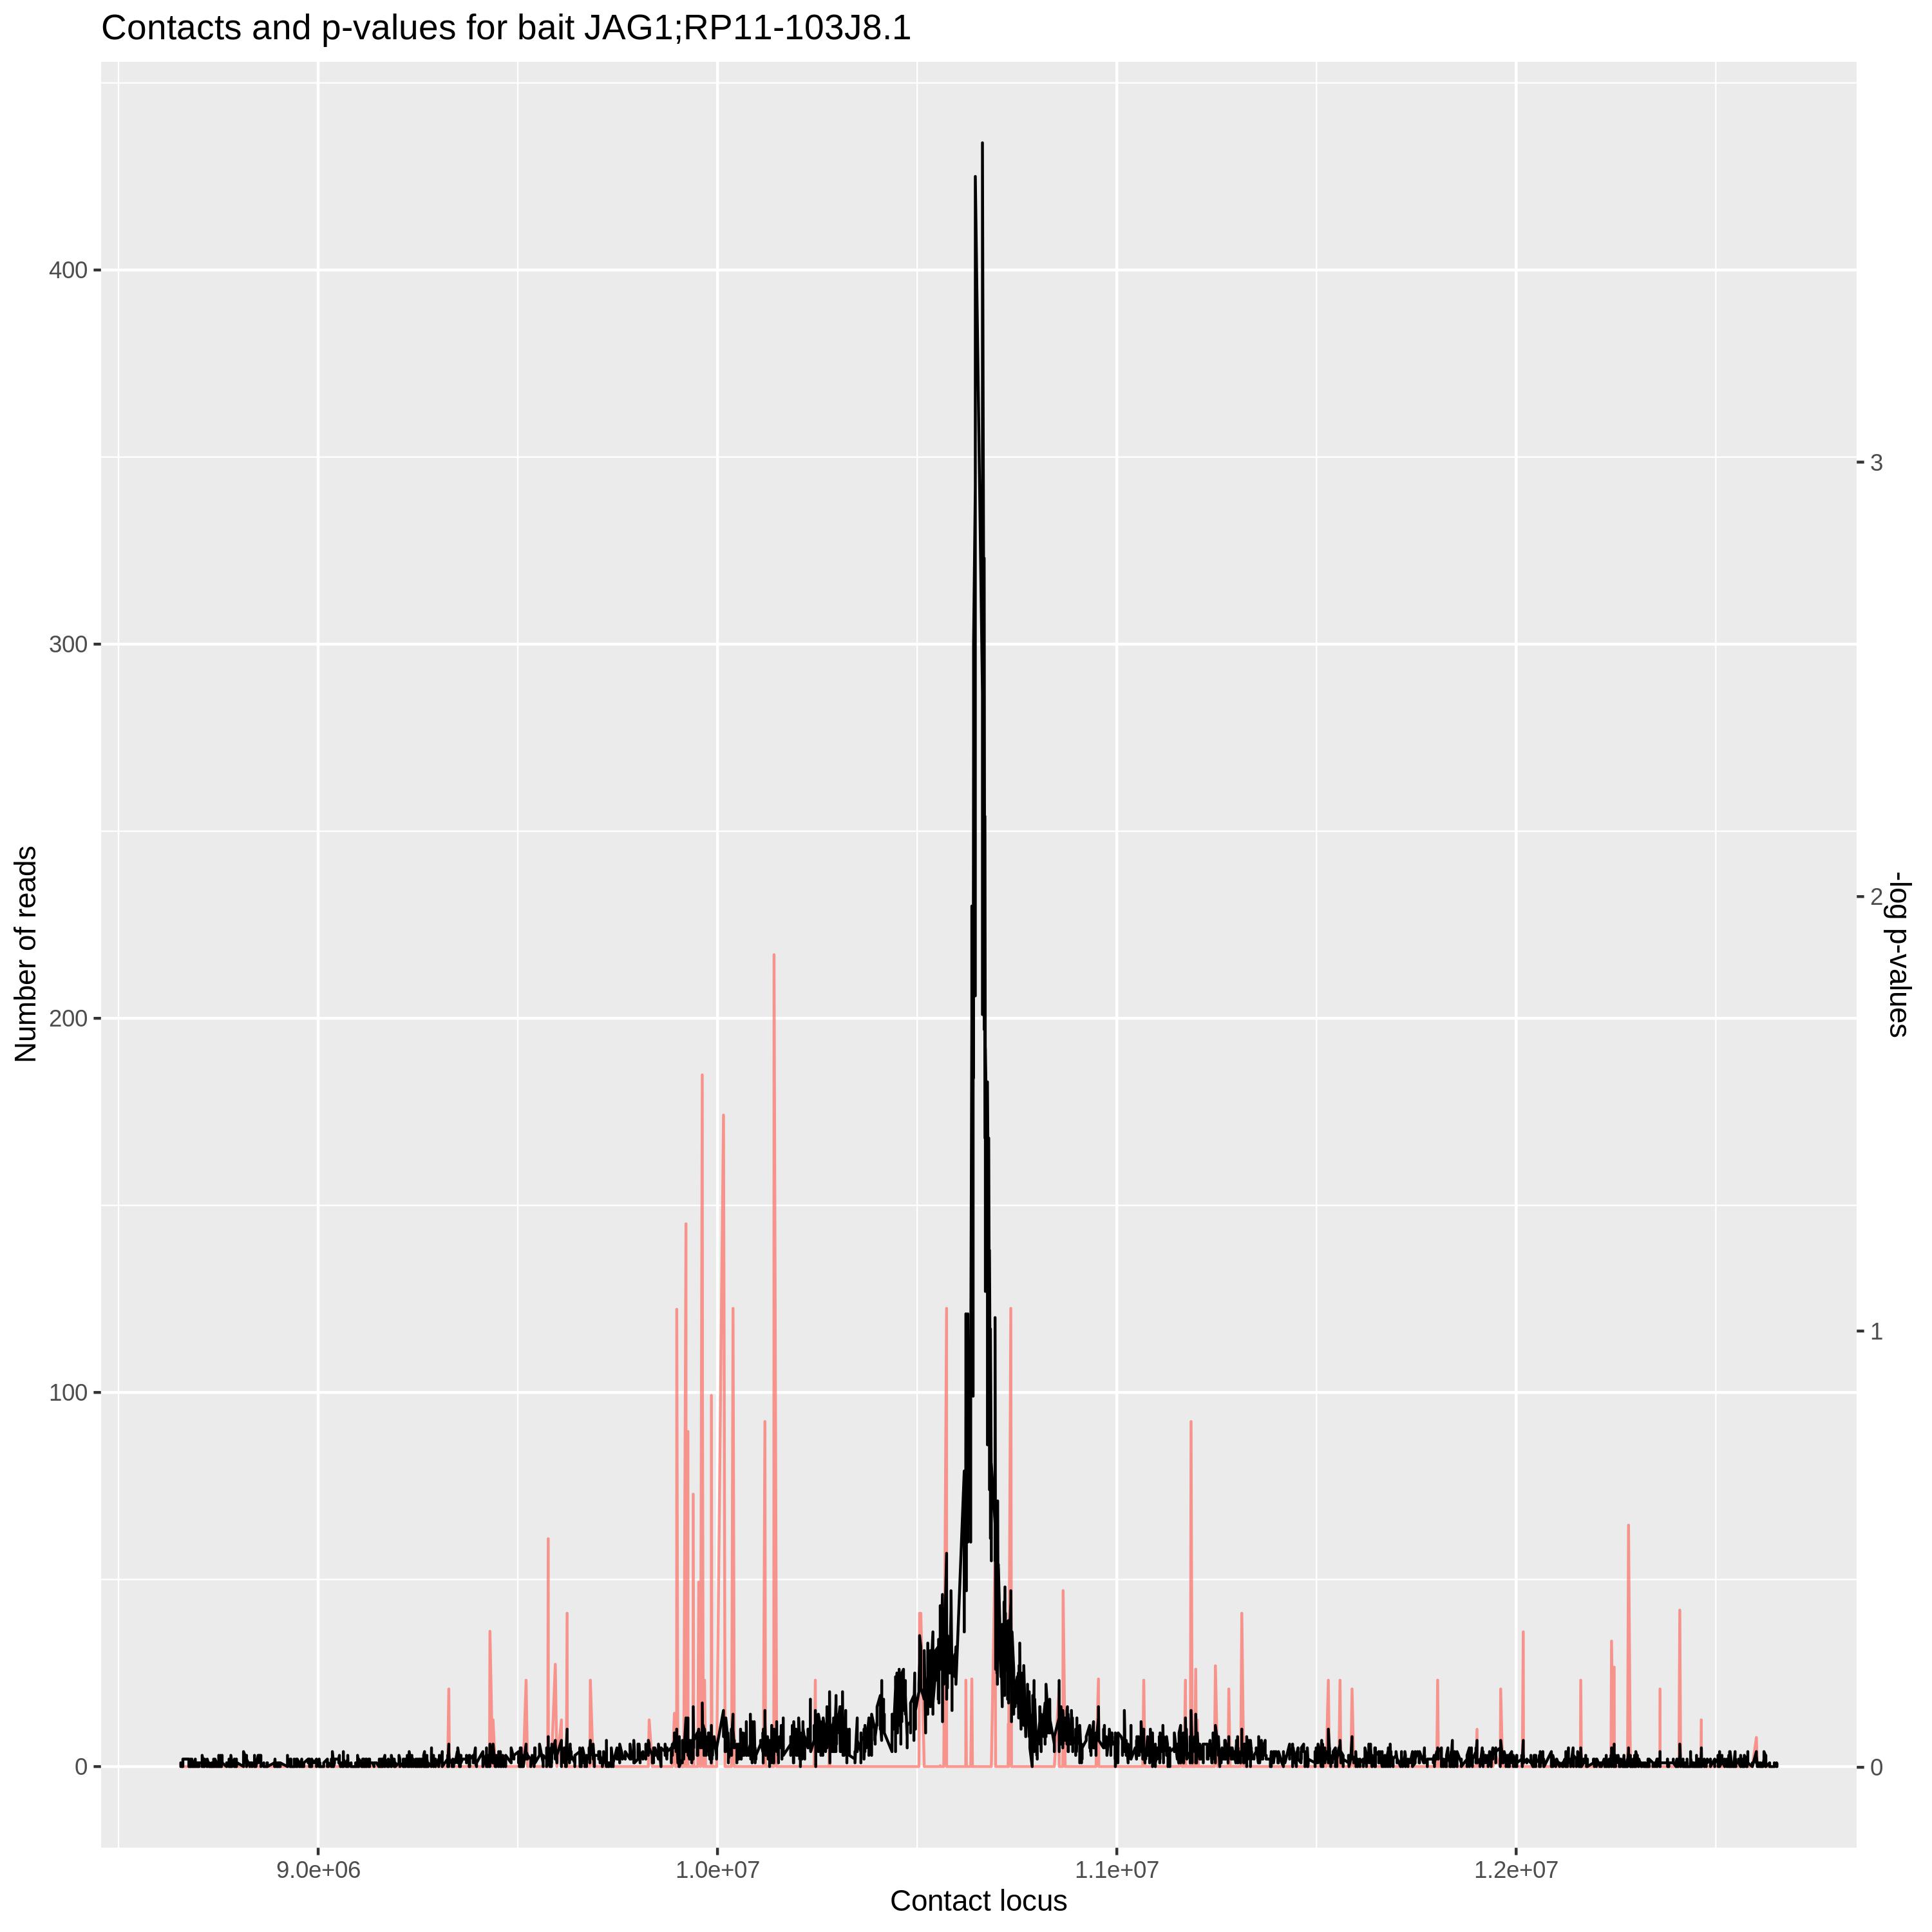 Contacts and p-values for bait JAG1;RP11-103J8.1
400
300
200
100
0
Number of reads
3
2
1
0
-log p-values
9.0e+06
1.0e+07
1.1e+07
1.2e+07
Contact locus